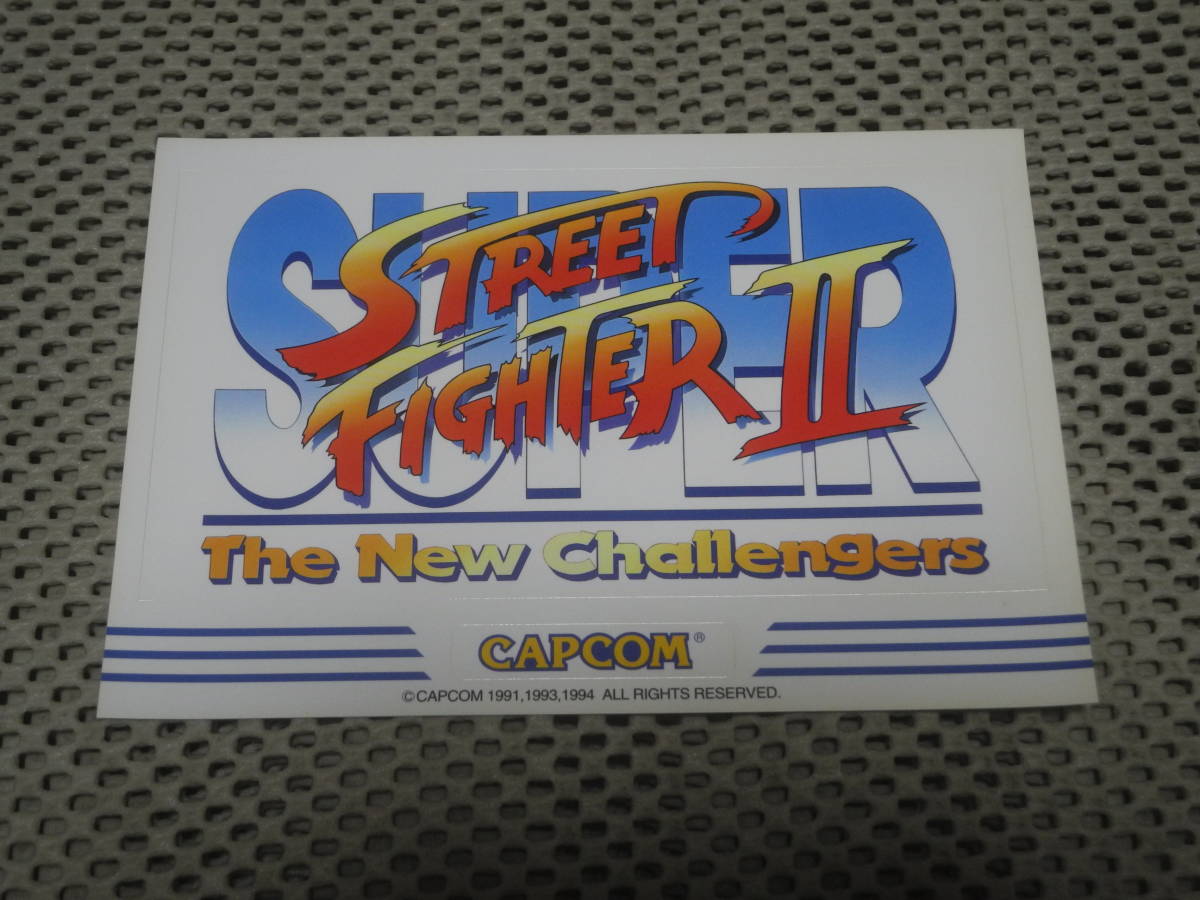 SUPER
STREET
FIGHTER II
The New Challengers
CAPCOM®
©CAPCOM 1991,1993,1994 ALL RIGHTS RESERVED.